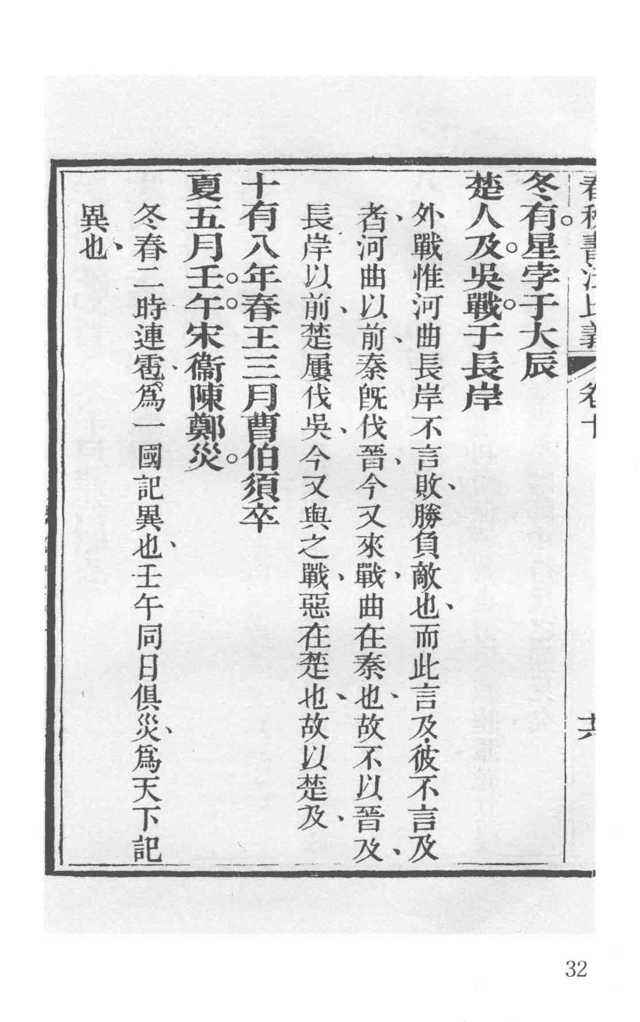 春秋書法比義 卷十 十六
冬有星孛于大辰
楚人及吳戰于長岸
外戰惟河曲長岸不言敗勝負敵也而此言及彼不言及
者河曲以前秦旣伐晉今又來戰曲在秦也故不以晉及
長岸以前楚屢伐吳今又與之戰惡在楚也故以楚及
十有八年春王三月曹伯須卒
夏五月壬午宋衞陳鄭災
冬春二時連雹爲一國記異也壬午同日俱災爲天下記
異也
32